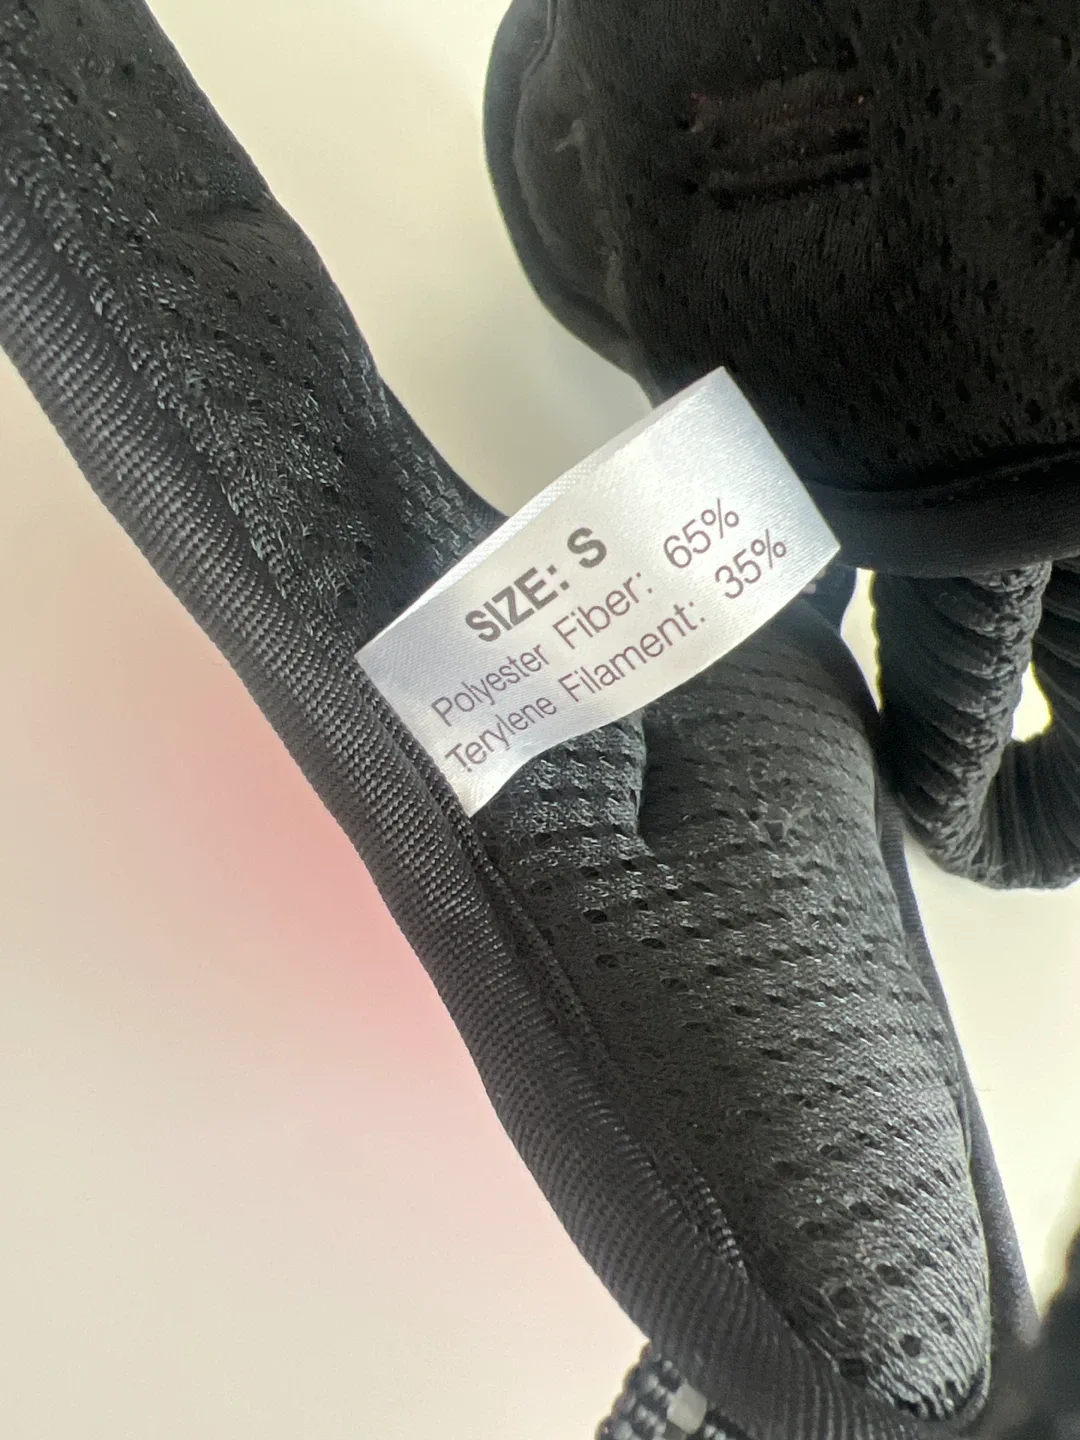 SIZE: S
Polyester Fiber: 65%
Terylene Filament: 35%